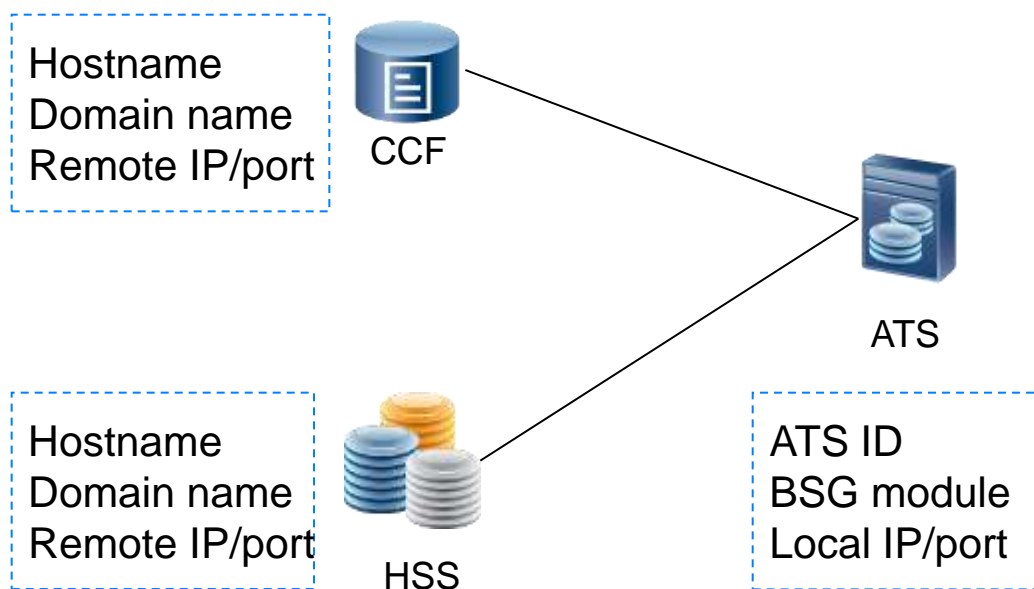 Hostname
Domain name
Remote IP/port
CCF
ATS
Hostname
Domain name
Remote IP/port
HSS
ATS ID
BSG module
Local IP/port